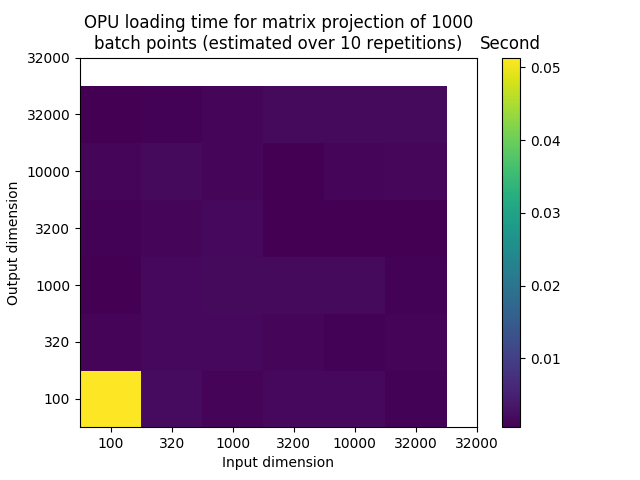 OPU loading time for matrix projection of 1000
batch points (estimated over 10 repetitions)
Second
32000
32000
10000
3200
1000
320
100
Output dimension
100 320 1000 3200 10000 32000 32000
Input dimension
0.05
0.04
0.03
0.02
0.01